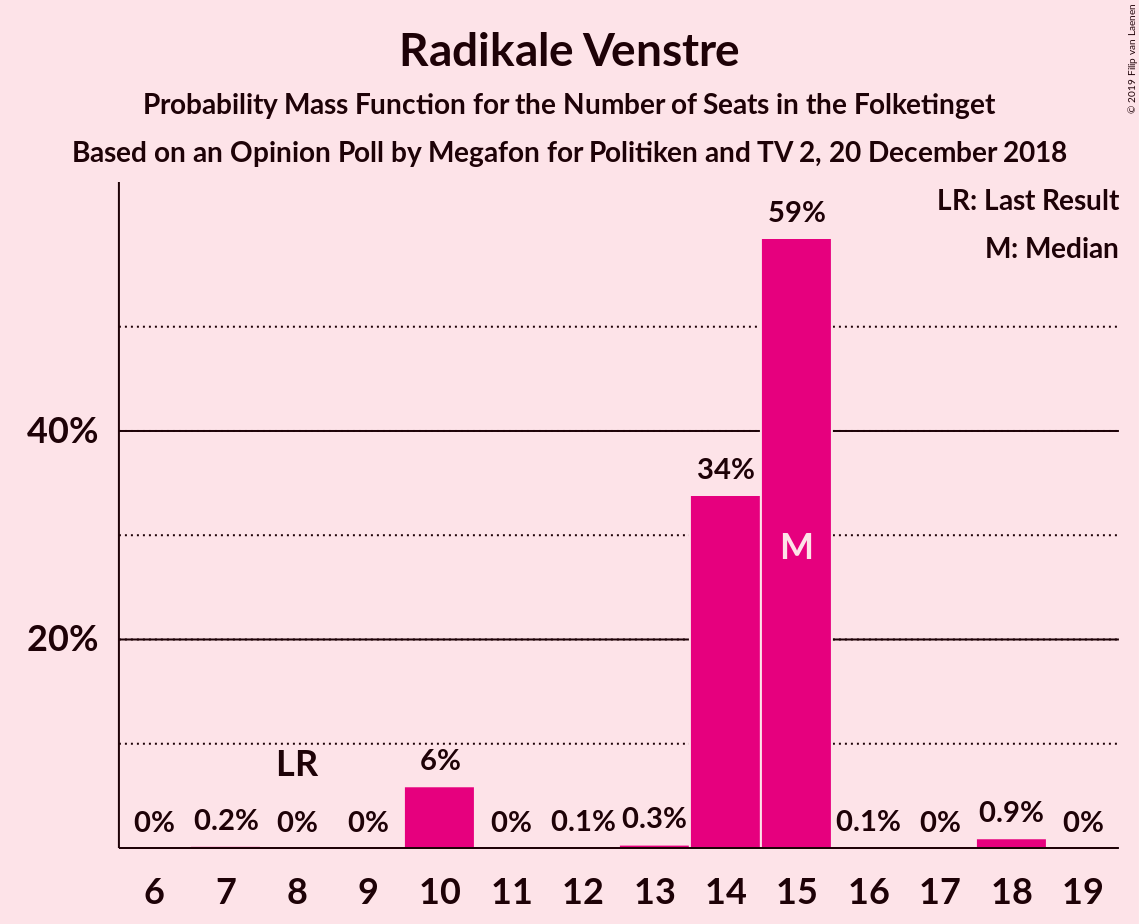 Radikale Venstre
Probability Mass Function for the Number of Seats in the Folketinget
Based on an Opinion Poll by Megafon for Politiken and TV 2, 20 December 2018
© 2019 Filip van Laenen
LR: Last Result
M: Median
59%
40%
34%
M
20%
LR
6%
0% 0.2% 0% 0% 0% 0.1% 0.3% 0.1% 0% 0.9% 0%
6 7 8 9 10 11 12 13 14 15 16 17 18 19